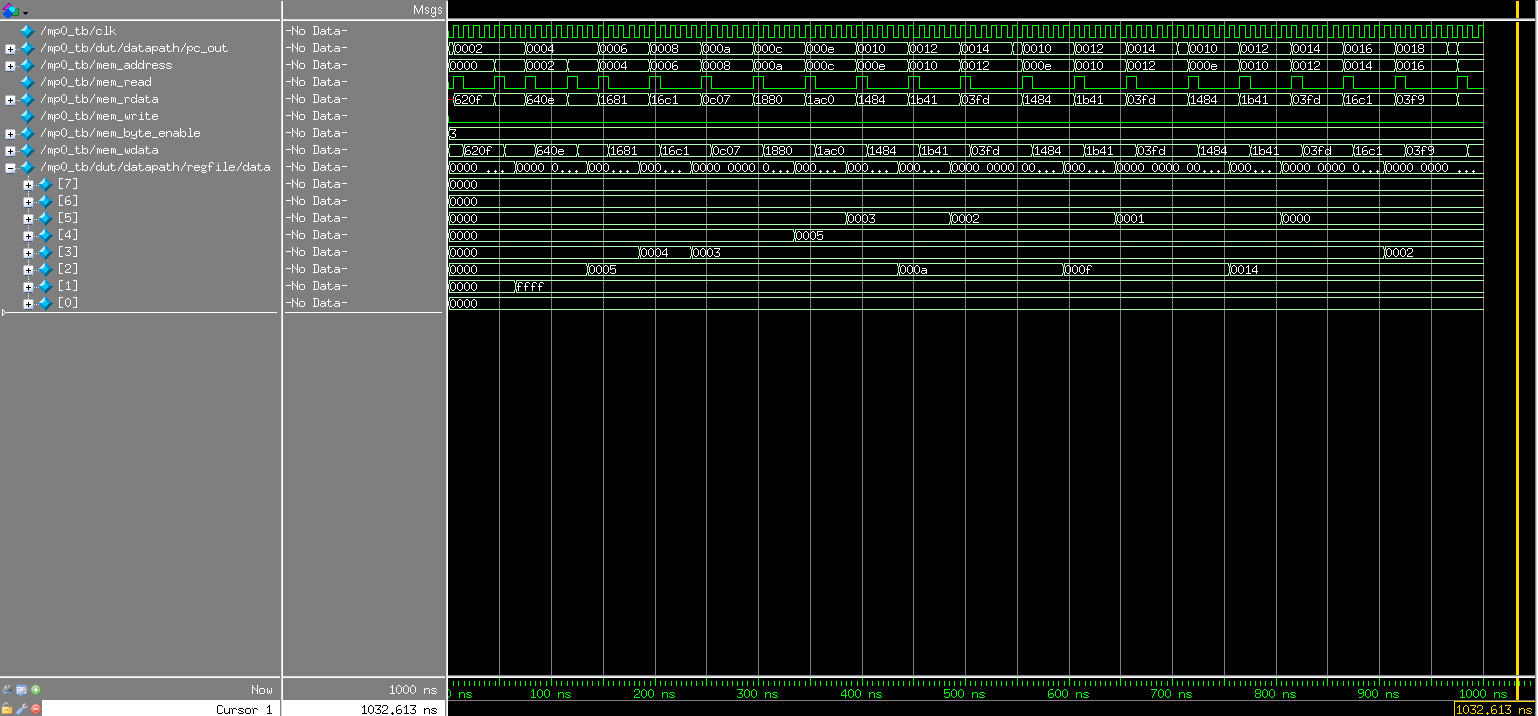 Msgs
/mp0_tb/clk -No Data-
/mp0_tb/dut/datapath/pc_out -No Data- 0002 0004 0006 0008 000a 000c 000e 0010 0012 0014 0010 0012 0014 0010 0012 0014 0016 0018
/mp0_tb/mem_address -No Data- 0000 0002 0004 0006 0008 000a 000c 000e 0010 0012 000e 0010 0012 000e 0010 0012 0014 0016
/mp0_tb/mem_read -No Data-
/mp0_tb/mem_rdata -No Data- 620f 640e 1681 16c1 0c07 1880 1ac0 1484 1b41 03fd 1484 1b41 03fd 1484 1b41 03fd 16c1 03f9
/mp0_tb/mem_write -No Data-
/mp0_tb/mem_byte_enable -No Data- 3
/mp0_tb/mem_wdata -No Data- 620f 640e 1681 16c1 0c07 1880 1ac0 1484 1b41 03fd 1484 1b41 03fd 1484 1b41 03fd 16c1 03f9
/mp0_tb/dut/datapath/regfile/data -No Data- 0000 ... 0000 0... 000... 000... 0000 0000 ... 000... 000... 000... 000... 0000 0000 00... 000... 0000 0000 00... 000... 0000 0000 0... 0000 0000 ...
[7] -No Data- 0000
[6] -No Data- 0000
[5] -No Data- 0000 0003 0002 0001 0000
[4] -No Data- 0000 0005
[3] -No Data- 0000 0004 0003 0002
[2] -No Data- 0000 0005 000a 000f 0014
[1] -No Data- 0000 ffff
[0] -No Data- 0000
Now 1000 ns ns 100 ns 200 ns 300 ns 400 ns 500 ns 600 ns 700 ns 800 ns 900 ns 1000 ns
Cursor 1 1032.613 ns 1032.613 ns